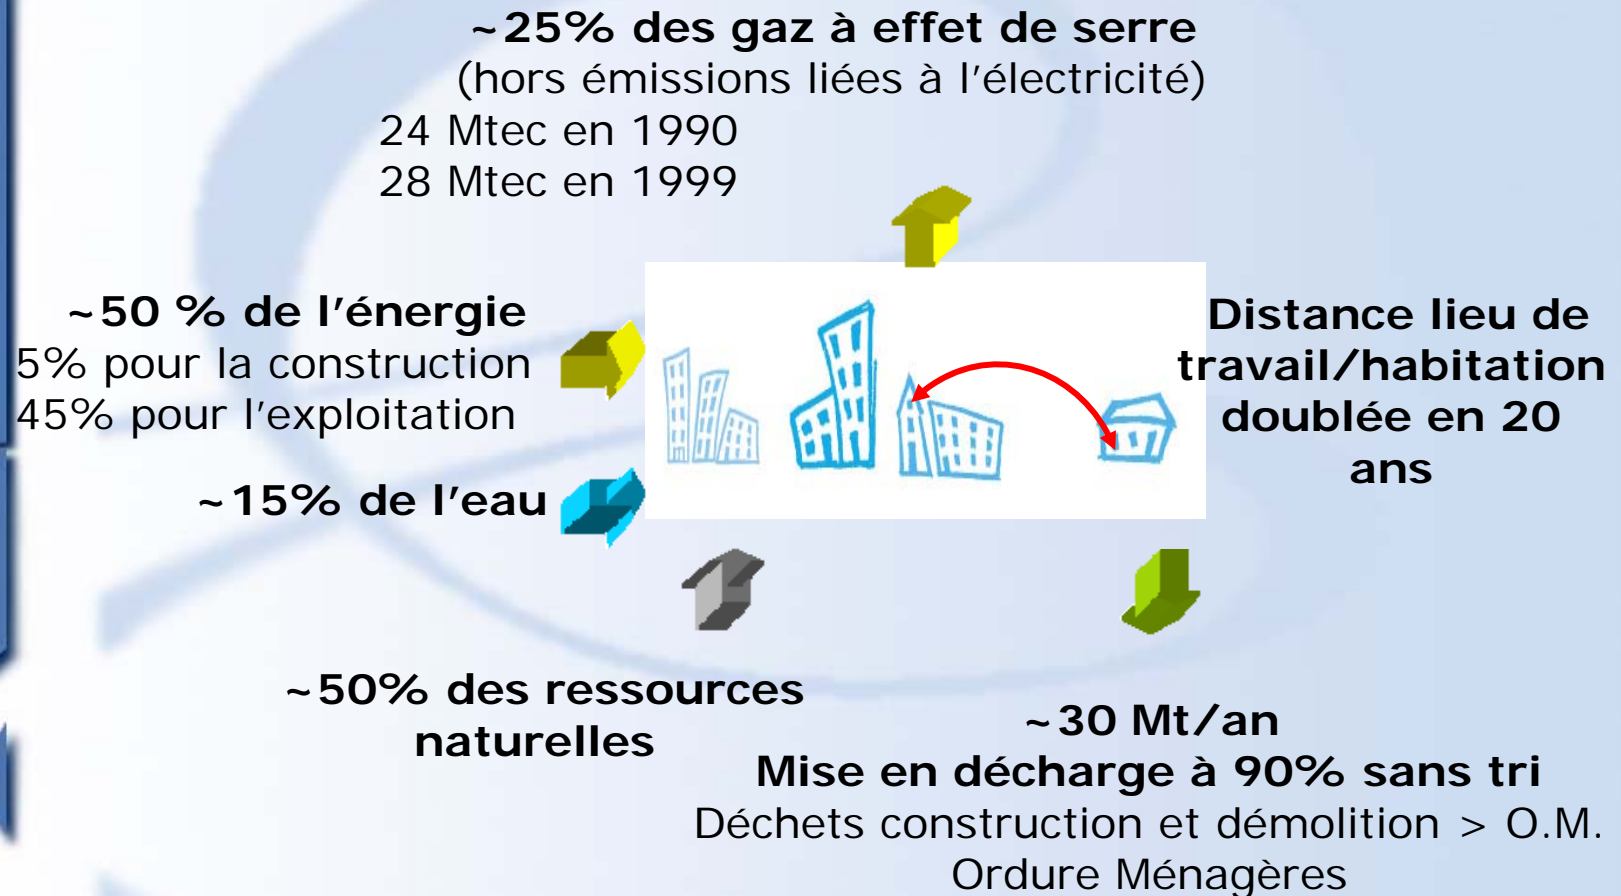 ~25% des gaz à effet de serre
(hors émissions liées à l’électricité)
24 Mtec en 1990
28 Mtec en 1999
~50 % de l’énergie
5% pour la construction
45% pour l’exploitation
~15% de l’eau
Distance lieu de
travail/habitation
doublée en 20
ans
~50% des ressources
naturelles
~30 Mt/an
Mise en décharge à 90% sans tri
Déchets construction et démolition > O.M.
Ordure Ménagères